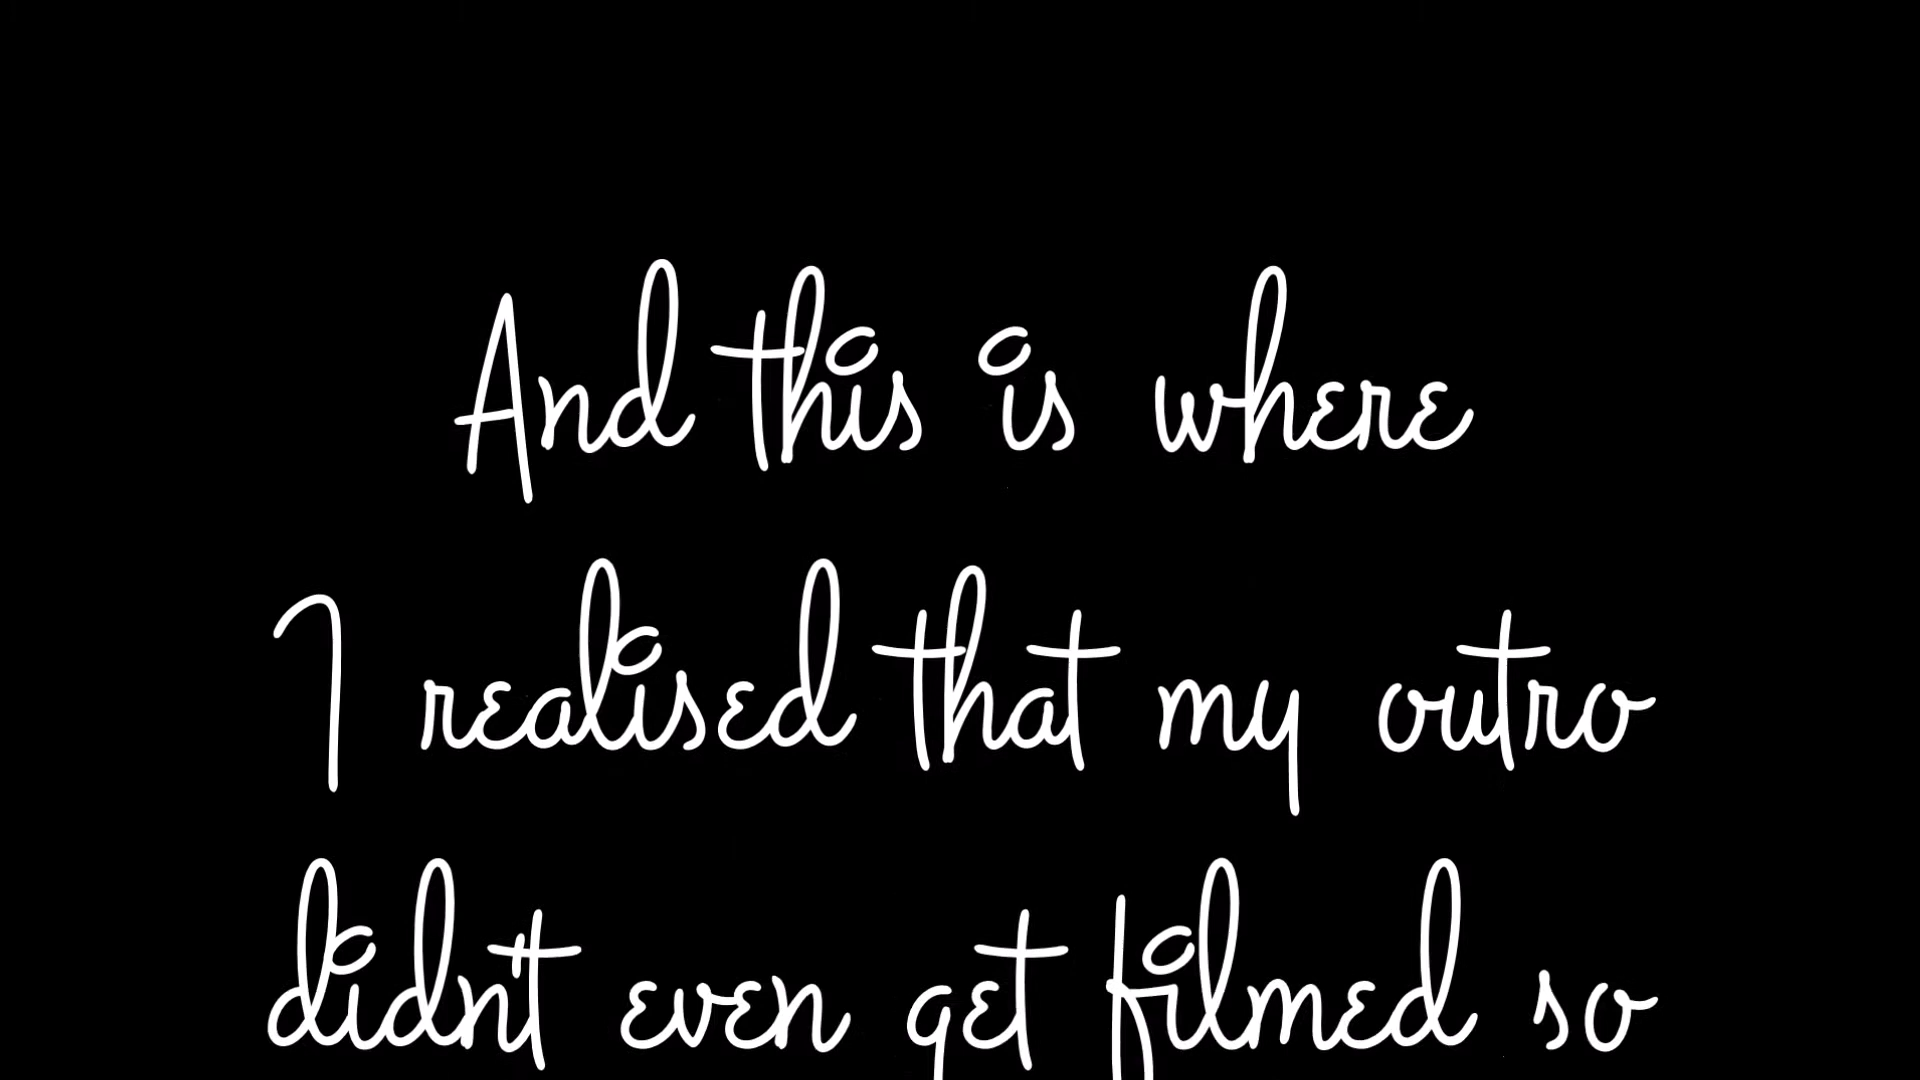 And this is where
I realised that my outro
didn't even get filmed so